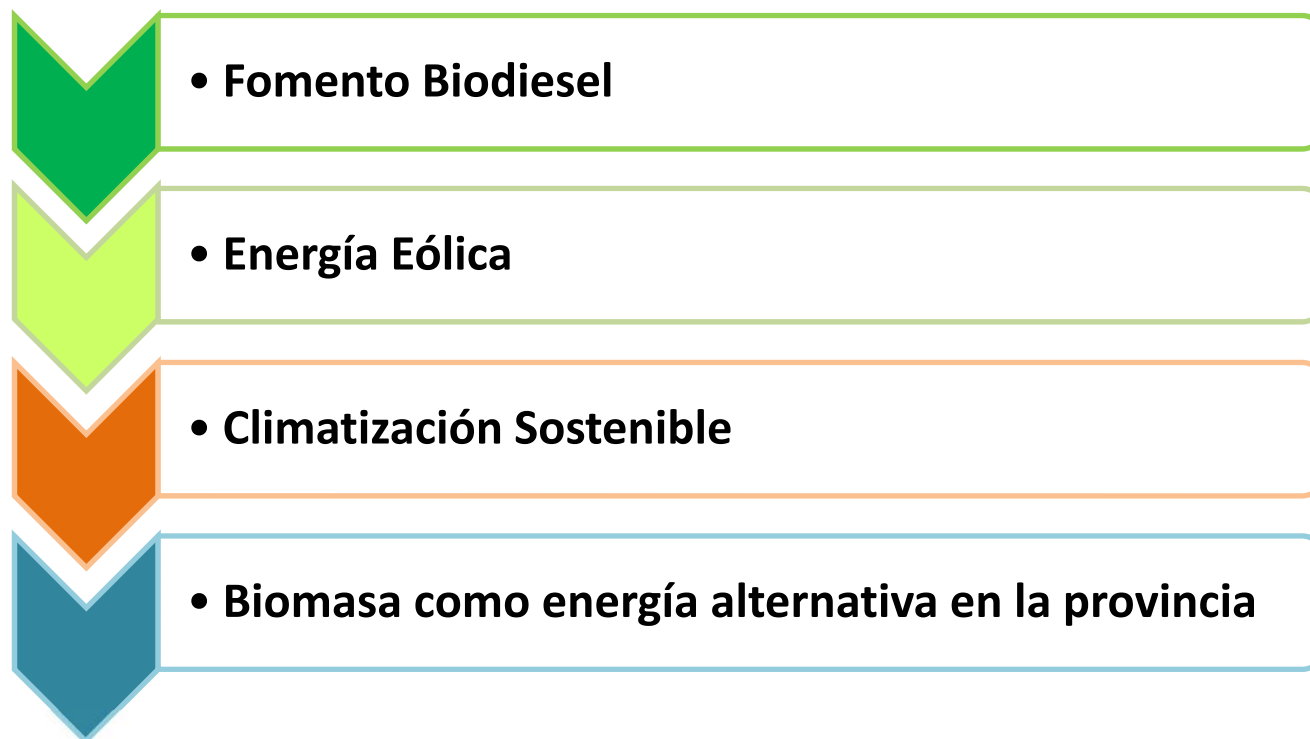 • Fomento Biodiesel
• Energía Eólica
• Climatización Sostenible
• Biomasa como energía alternativa en la provincia